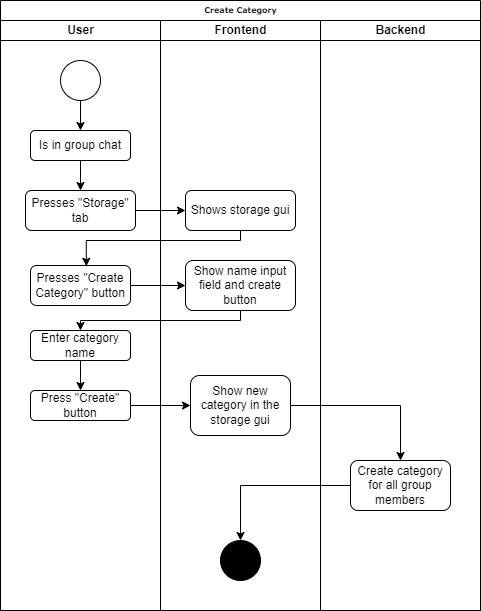 Create Category
User
Frontend
Backend
Is in group chat
Presses "Storage"
tab
Shows storage gui
Presses "Create
Category" button
Show name input
field and create
button
Enter category
name
Press "Create"
button
Show new
category in the
storage gui
Create category
for all group
members